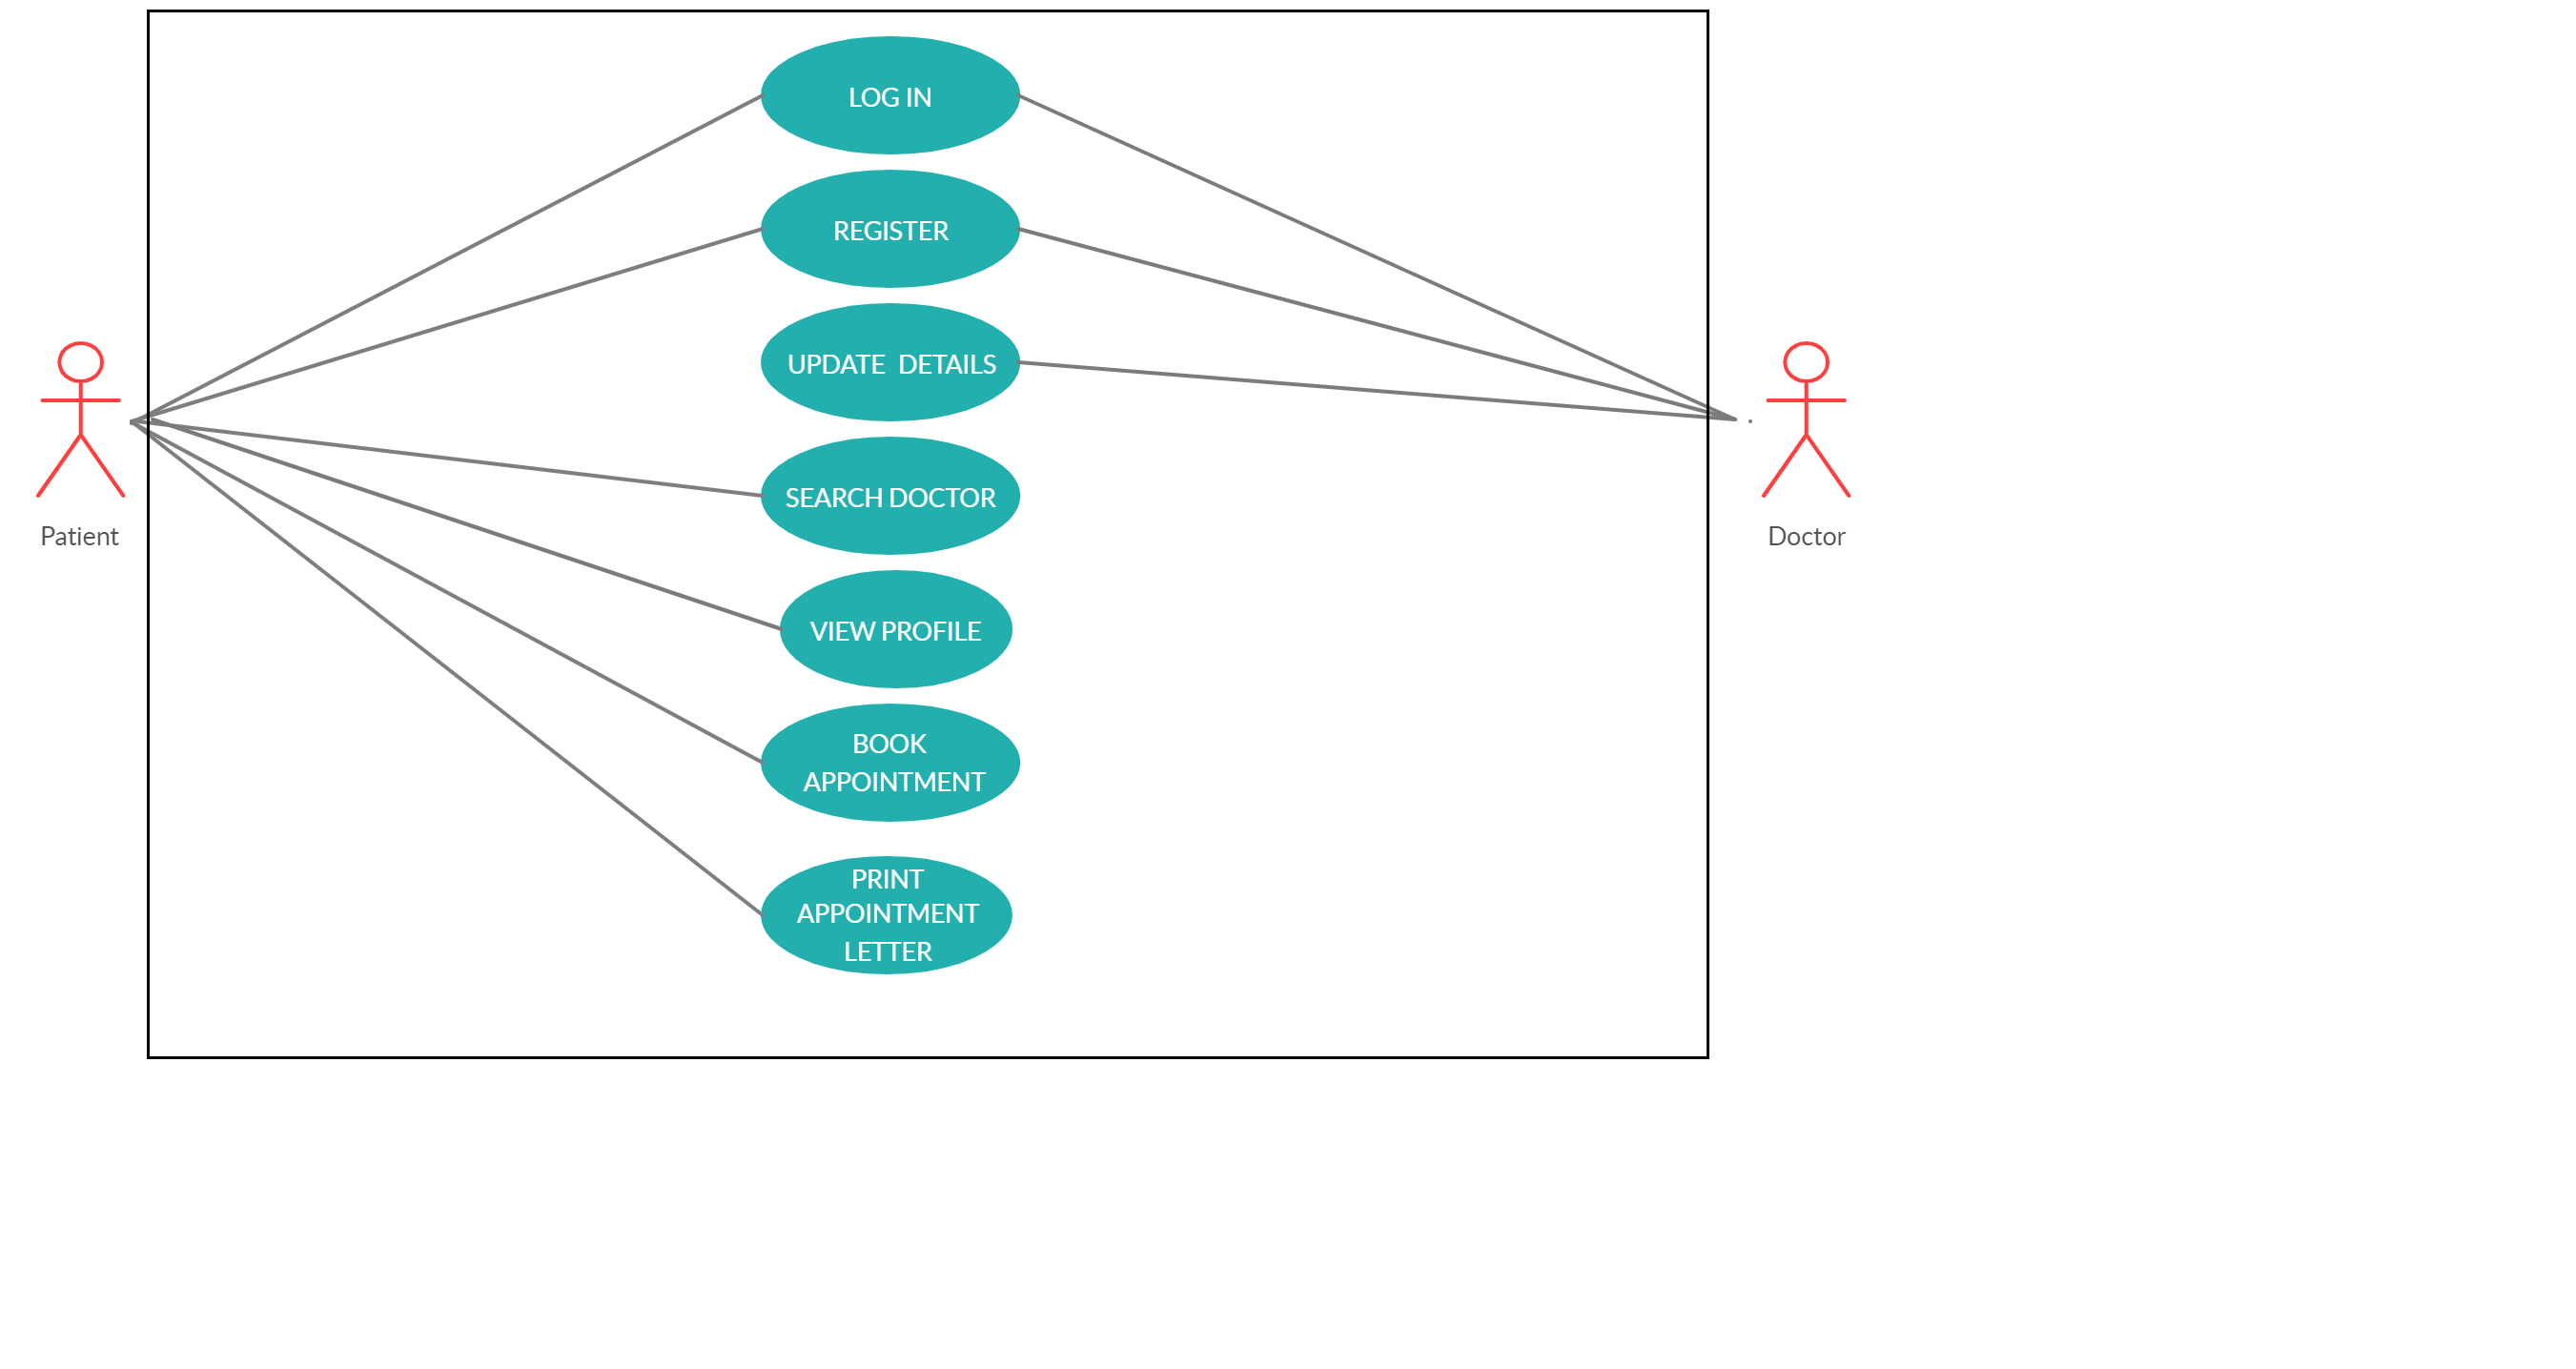 LOG IN
REGISTER
UPDATE  DETAILS
SEARCH DOCTOR
Patient
Doctor
VIEW PROFILE
BOOK
APPOINTMENT
PRINT
APPOINTMENT
LETTER